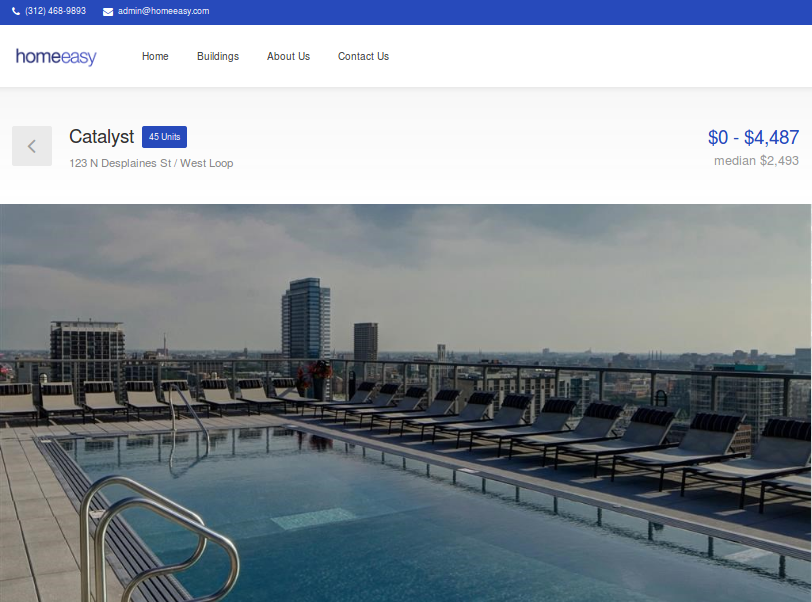 (312) 468-9893 admin@homeeasy.com
homeeasy Home Buildings About Us Contact Us
Catalyst 45 Units $0 - $4,487
123 N Desplaines St / West Loop median $2,493